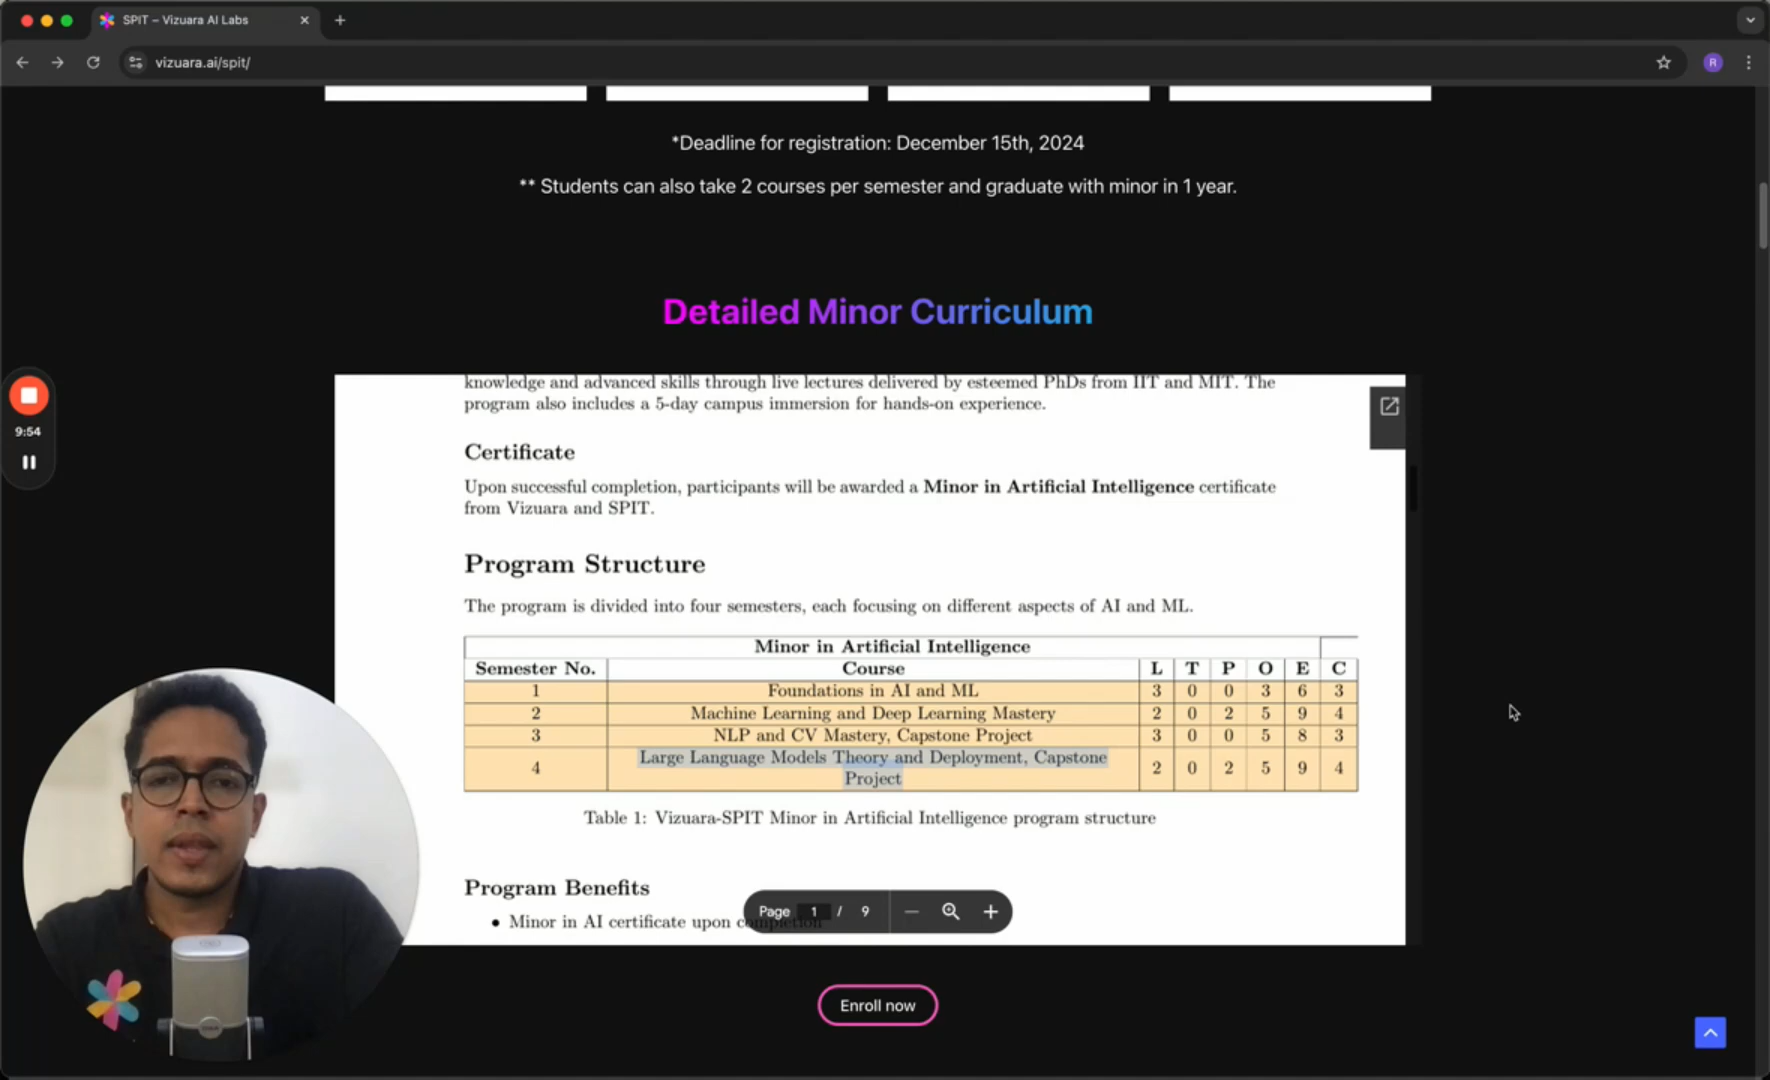 SPIT – Vizuara AI Labs
vizuara.ai/spit/
R
*Deadline for registration: December 15th, 2024
** Students can also take 2 courses per semester and graduate with minor in 1 year.
Detailed Minor Curriculum
knowledge and advanced skills through live lectures delivered by esteemed PhDs from IIT and MIT. The
program also includes a 5-day campus immersion for hands-on experience.
9:54
Certificate
Upon successful completion, participants will be awarded a Minor in Artificial Intelligence certificate
from Vizuara and SPIT.
Program Structure
The program is divided into four semesters, each focusing on different aspects of AI and ML.
Minor in Artificial Intelligence
Semester No. Course L T P O E C
1 Foundations in AI and ML 3 0 0 3 6 3
2 Machine Learning and Deep Learning Mastery 2 0 2 5 9 4
3 NLP and CV Mastery, Capstone Project 3 0 0 5 8 3
4 Large Language Models Theory and Deployment, Capstone Project 2 0 2 5 9 4
Table 1: Vizuara-SPIT Minor in Artificial Intelligence program structure
Program Benefits
• Minor in AI certificate upon completion
Page 1 / 9
Enroll now